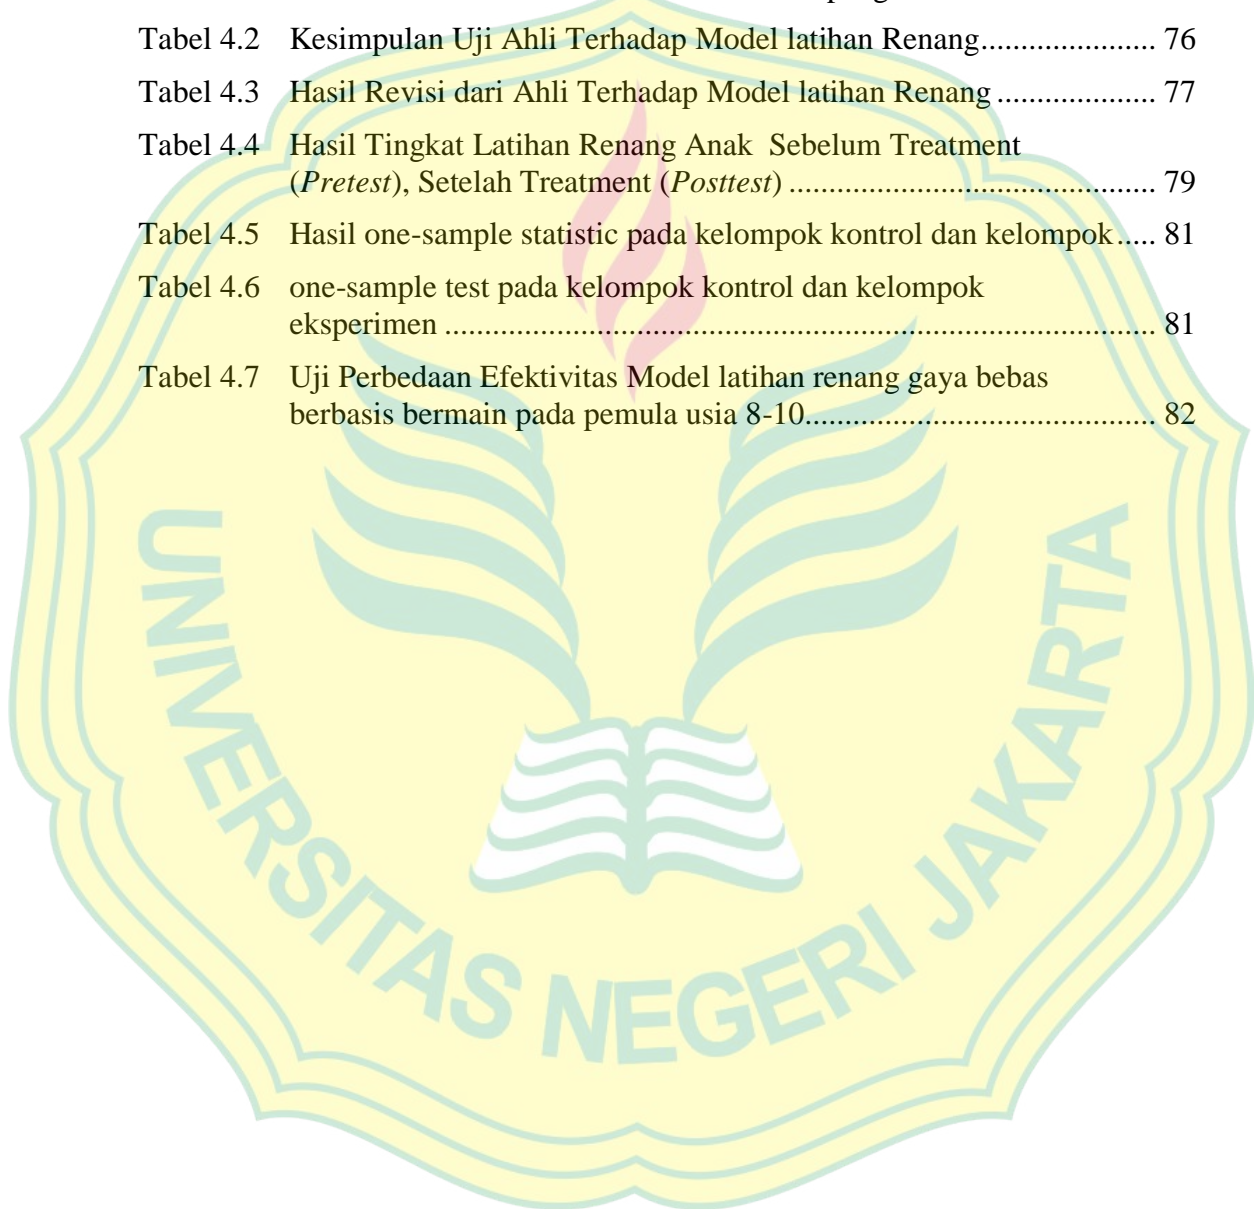 Tabel 4.2 Kesimpulan Uji Ahli Terhadap Model latihan Renang...................... 76
Tabel 4.3 Hasil Revisi dari Ahli Terhadap Model latihan Renang.................... 77
Tabel 4.4 Hasil Tingkat Latihan Renang Anak Sebelum Treatment
(Pretest), Setelah Treatment (Posttest).............................................. 79
Tabel 4.5 Hasil one-sample statistic pada kelompok kontrol dan kelompok..... 81
Tabel 4.6 one-sample test pada kelompok kontrol dan kelompok
eksperimen......................................................................................... 81
Tabel 4.7 Uji Perbedaan Efektivitas Model latihan renang gaya bebas
berbasis bermain pada pemula usia 8-10............................................ 82
UNIVERSITAS NEGERI JAKARTA